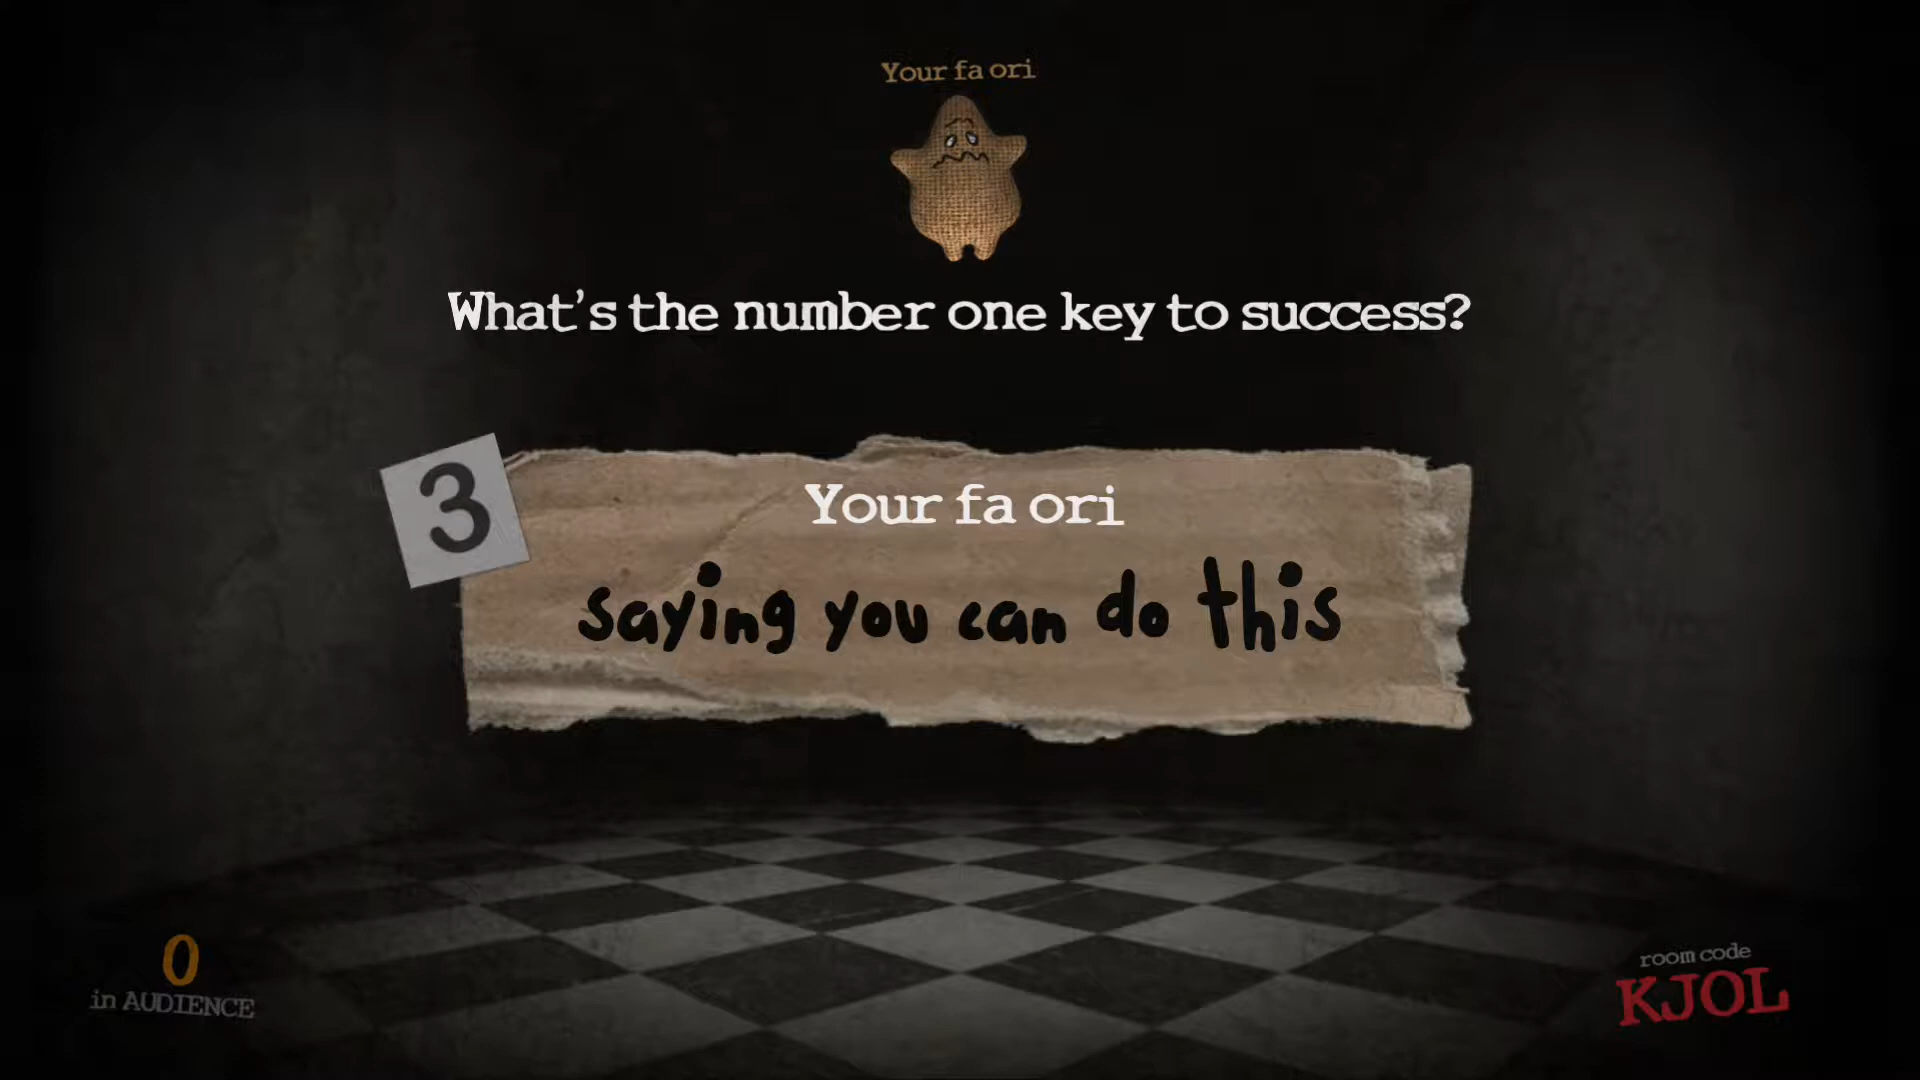 Your fa ori
What's the number one key to success?
3
Your fa ori
saying you can do this
0
in AUDIENCE
room code
KJOL